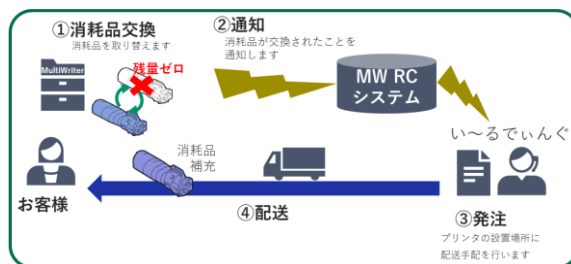 ①消耗品交換
消耗品を取り替えます
MultiWriter
残量ゼロ
②通知
消耗品が交換されたことを
通知します
MW RC
システム
い～るでぃんぐ
消耗品
補充
お客様
④配送
③発注
プリンタの設置場所に
配送手配を行います